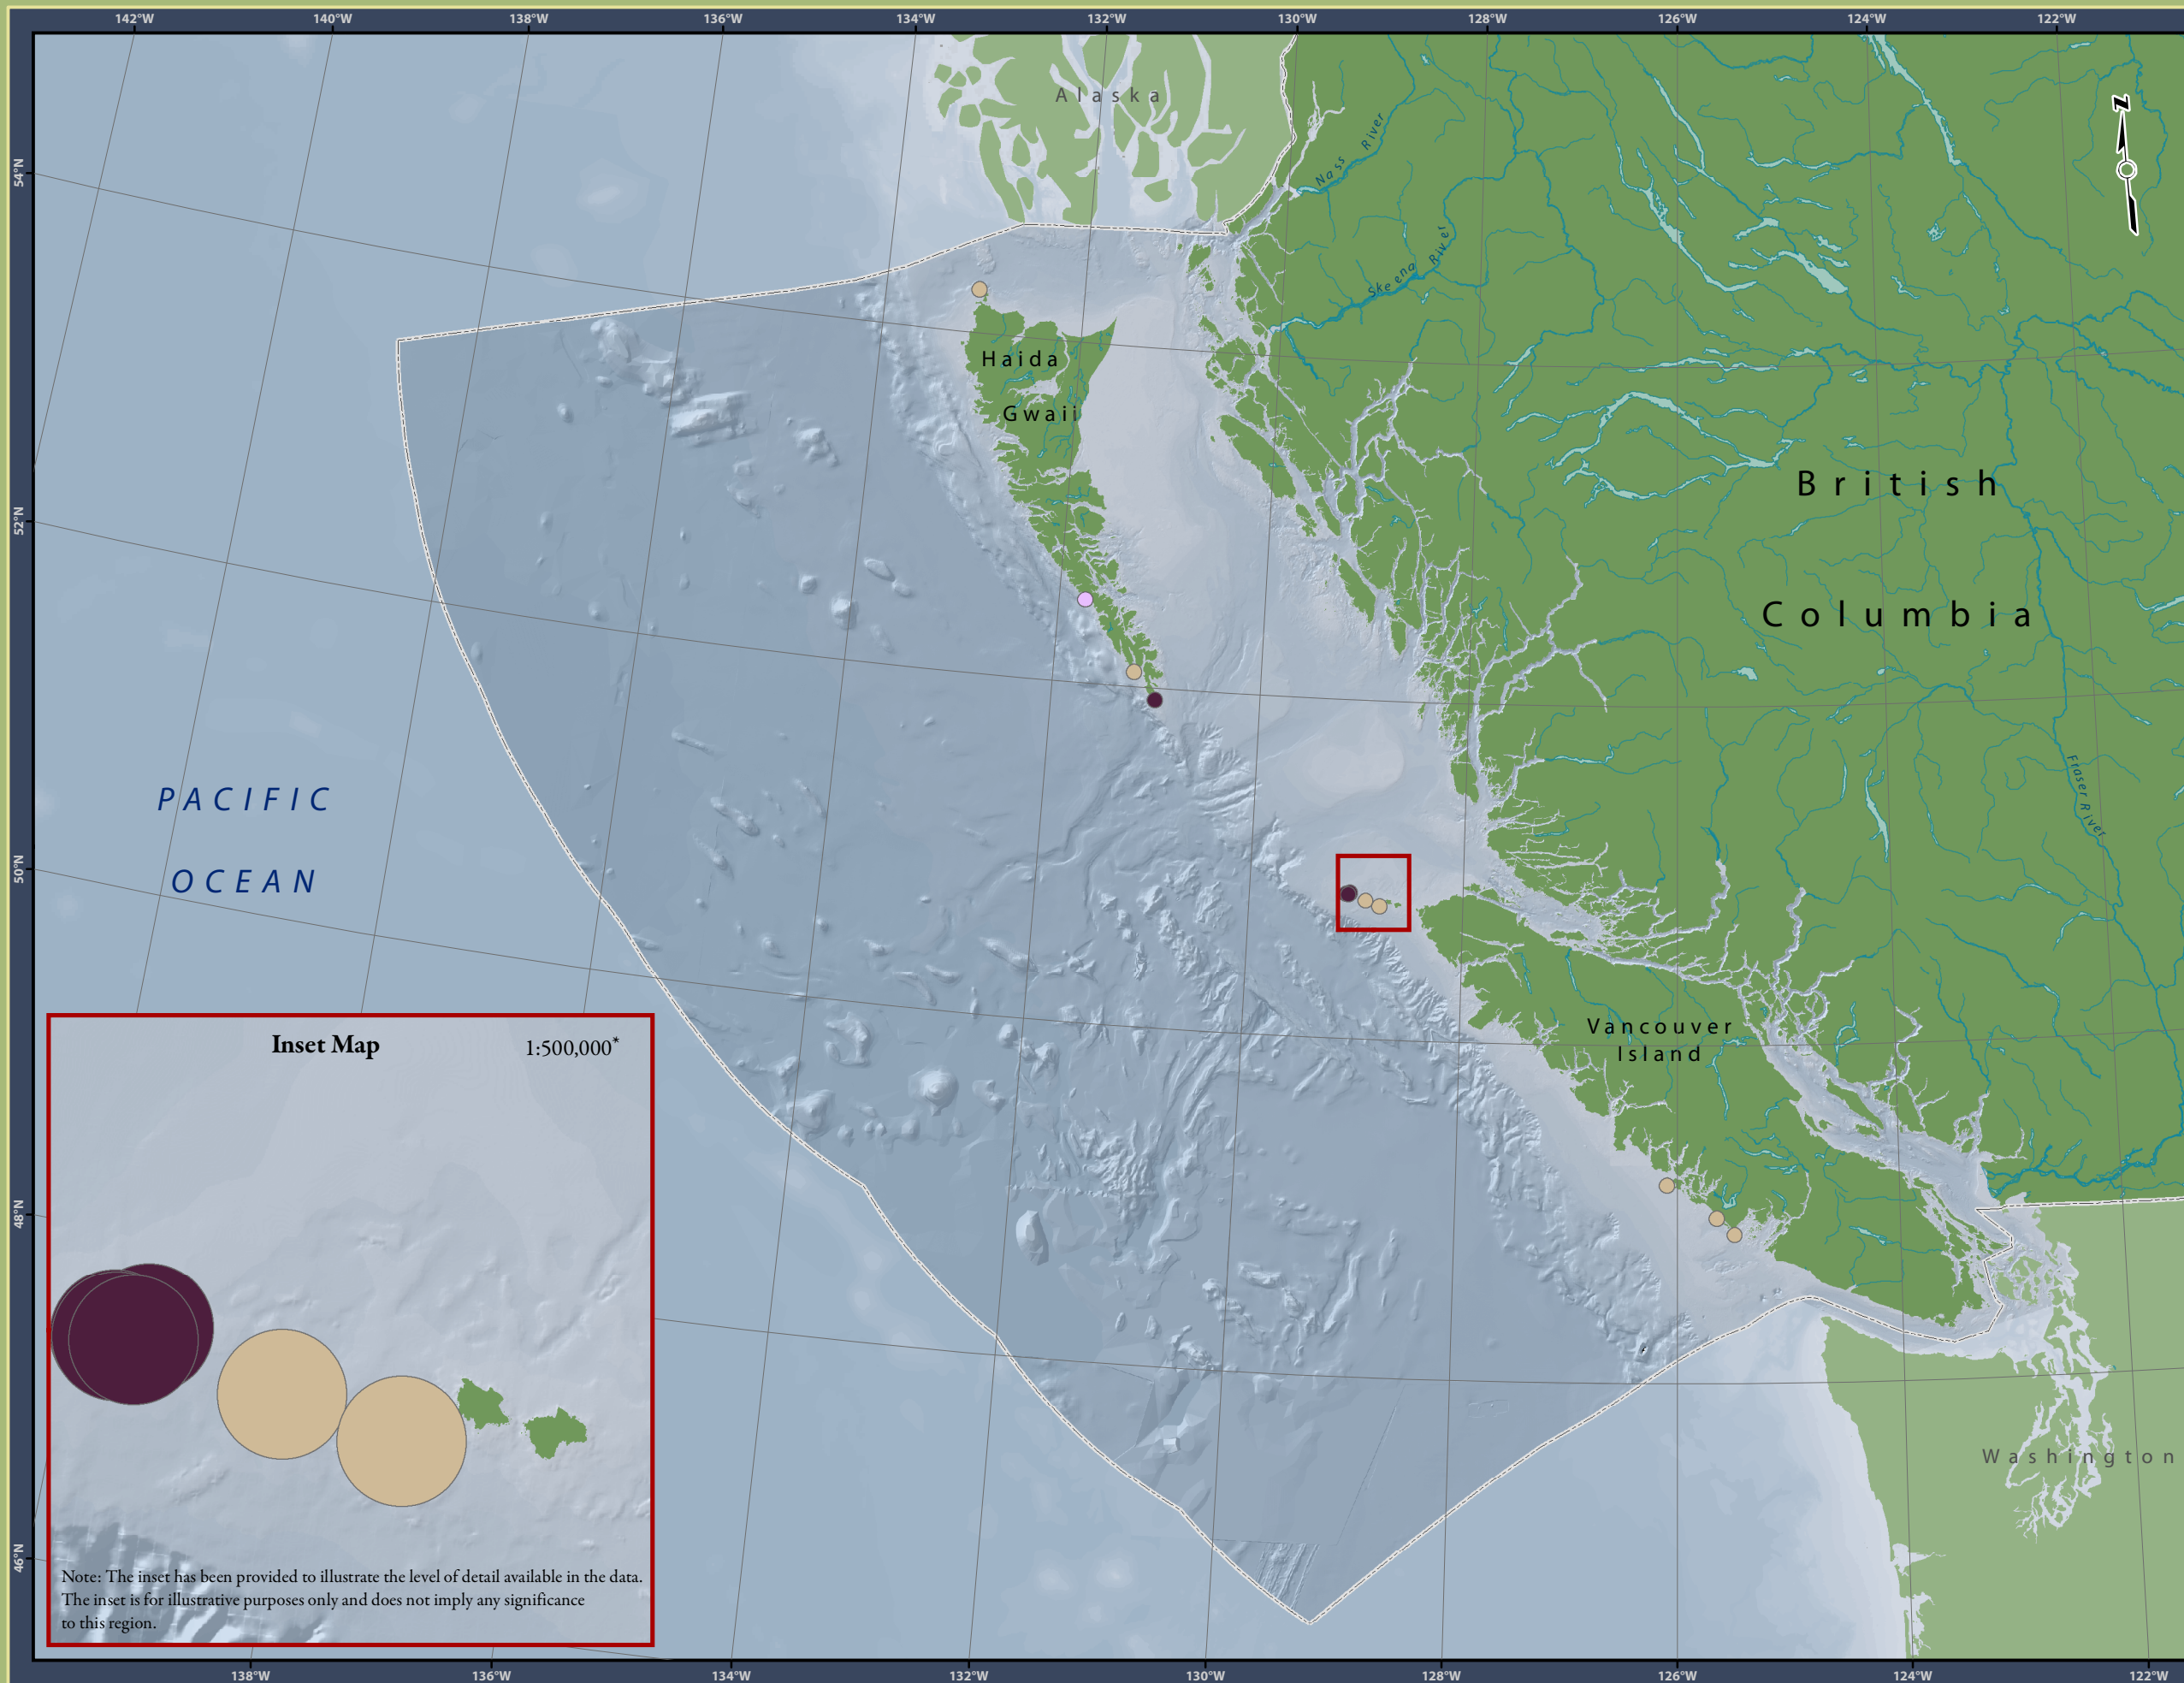 142°W 140°W 138°W 136°W 134°W 132°W 130°W 128°W 126°W 124°W 122°W
Alaska
N
54°N
Nass River
Skeena River
Haida
Gwaii
British
52°N
Columbia
PACIFIC
Fraser River
OCEAN
50°N
Vancouver
Island
Inset Map
1:500,000*
48°N
Washington
46°N
Note: The inset has been provided to illustrate the level of detail available in the data.
The inset is for illustrative purposes only and does not imply any significance
to this region.
138°W 136°W 134°W 132°W 130°W 128°W 126°W 124°W 122°W